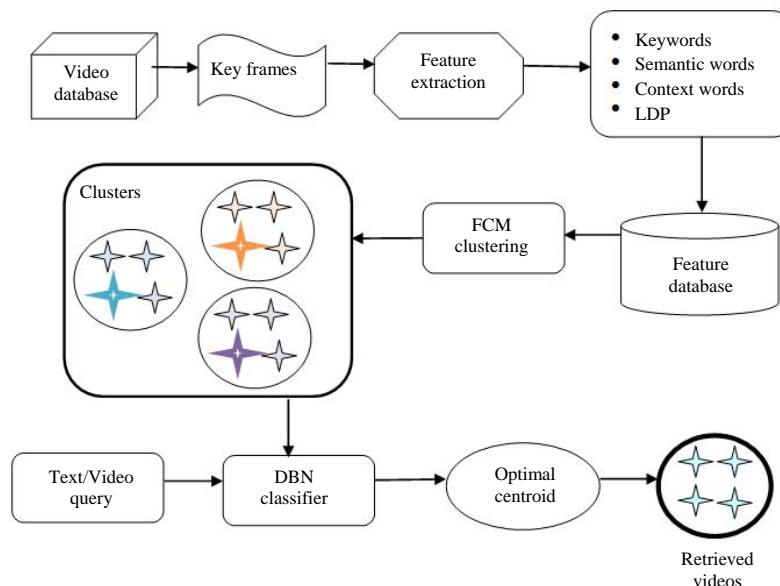 Video
database
Key frames
Feature
extraction
• Keywords
• Semantic words
• Context words
• LDP
Clusters
FCM
clustering
Feature
database
Text/Video
query
DBN
classifier
Optimal
centroid
Retrieved
videos